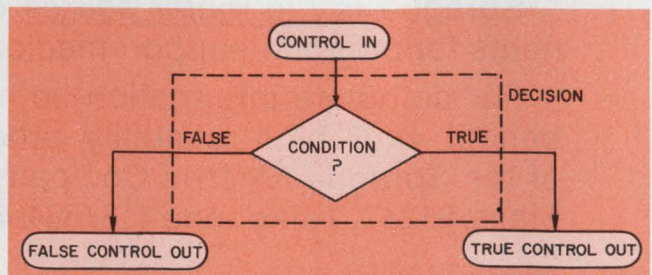 CONTROL IN
DECISION
FALSE
CONDITION
?
TRUE
FALSE CONTROL OUT
TRUE CONTROL OUT